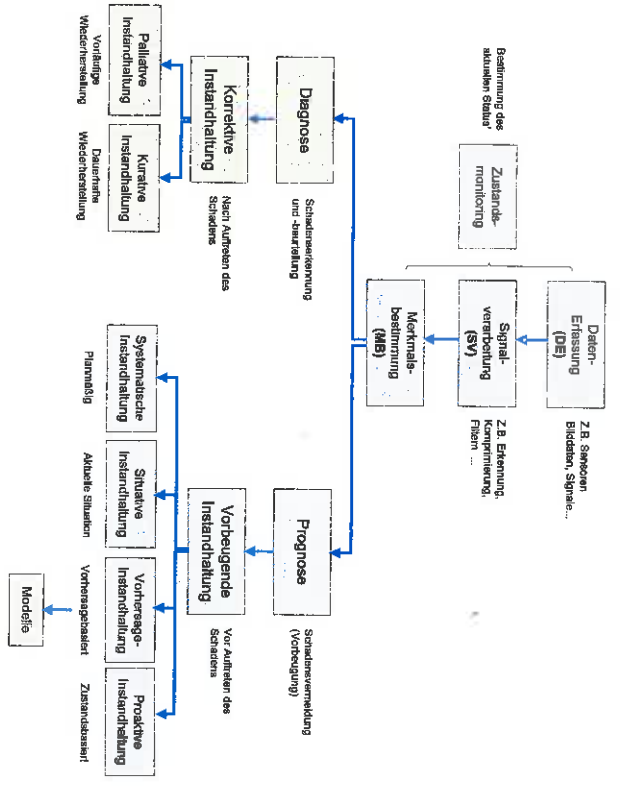 Daten-
Erfassung
(DE)
Z.B. Sensoren
Bilddaten, Signale...
Zustands-
monitoring
Bestimmung des
aktuellen Status'
Signal-
verarbeitung
(SV)
Z.B. Erkennung,
Komprimierung,
Filtern ...
Merkmals-
bestimmung
(MB)
Diagnose
Schadenserkennung
und -beurteilung
Prognose
Schadensvermeidung
(Vorbeugung)
Korrektive
Instandhaltung
Nach Auftreten des
Schadens
Vorbeugende
Instandhaltung
Vor Auftreten des
Schadens
Palliative
Instandhaltung
Vorläufige
Wiederherstellung
Kurative
Instandhaltung
Dauerhafte
Wiederherstellung
Systematische
Instandhaltung
Planmäßig
Situative
Instandhaltung
Aktuelle Situation
Vorhersage-
Instandhaltung
Vorhersagebasiert
Proaktive
Instandhaltung
Zustandsbasiert
Modelle